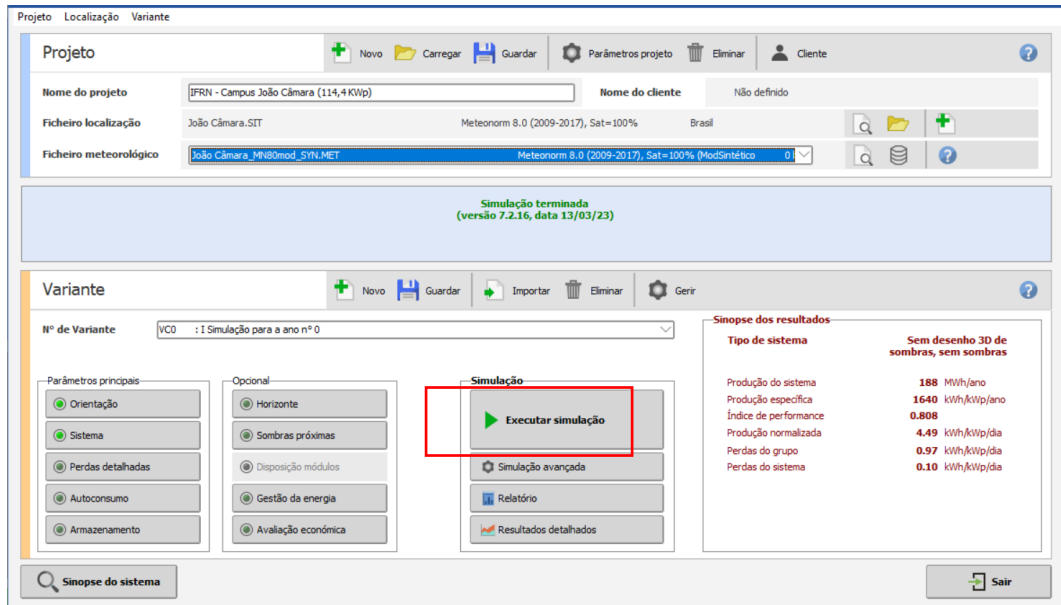 Projeto Localização Variante
Projeto
Novo Carregar Guardar Parâmetros projeto Eliminar Cliente
Nome do projeto IFRN - Campus João Câmara (114,4 KWp) Nome do cliente Não definido
Ficheiro localização João Câmara.SIT Meteonorm 8.0 (2009-2017), Sat=100% Brasil
Ficheiro meteorológico João Câmara_MN80mod_SYN.MET Meteonorm 8.0 (2009-2017), Sat=100% (ModSintético 0
Simulação terminada
(versão 7.2.16, data 13/03/23)
Variante
Novo Guardar Importar Eliminar Gerir
Nº de Variante VC0 : I Simulação para a ano nº 0
Parâmetros principais
Orientação
Sistema
Perdas detalhadas
Autoconsumo
Armazenamento
Opcional
Horizonte
Sombras próximas
Disposição módulos
Gestão da energia
Avaliação económica
Simulação
Executar simulação
Simulação avançada
Relatório
Resultados detalhados
Sinopse dos resultados
Tipo de sistema Sem desenho 3D de
sombras, sem sombras
Produção do sistema 188 MWh/ano
Produção específica 1640 kWh/kWp/ano
Índice de performance 0.808
Produção normalizada 4.49 kWh/kWp/dia
Perdas do grupo 0.97 kWh/kWp/dia
Perdas do sistema 0.10 kWh/kWp/dia
Sinopse do sistema
Sair